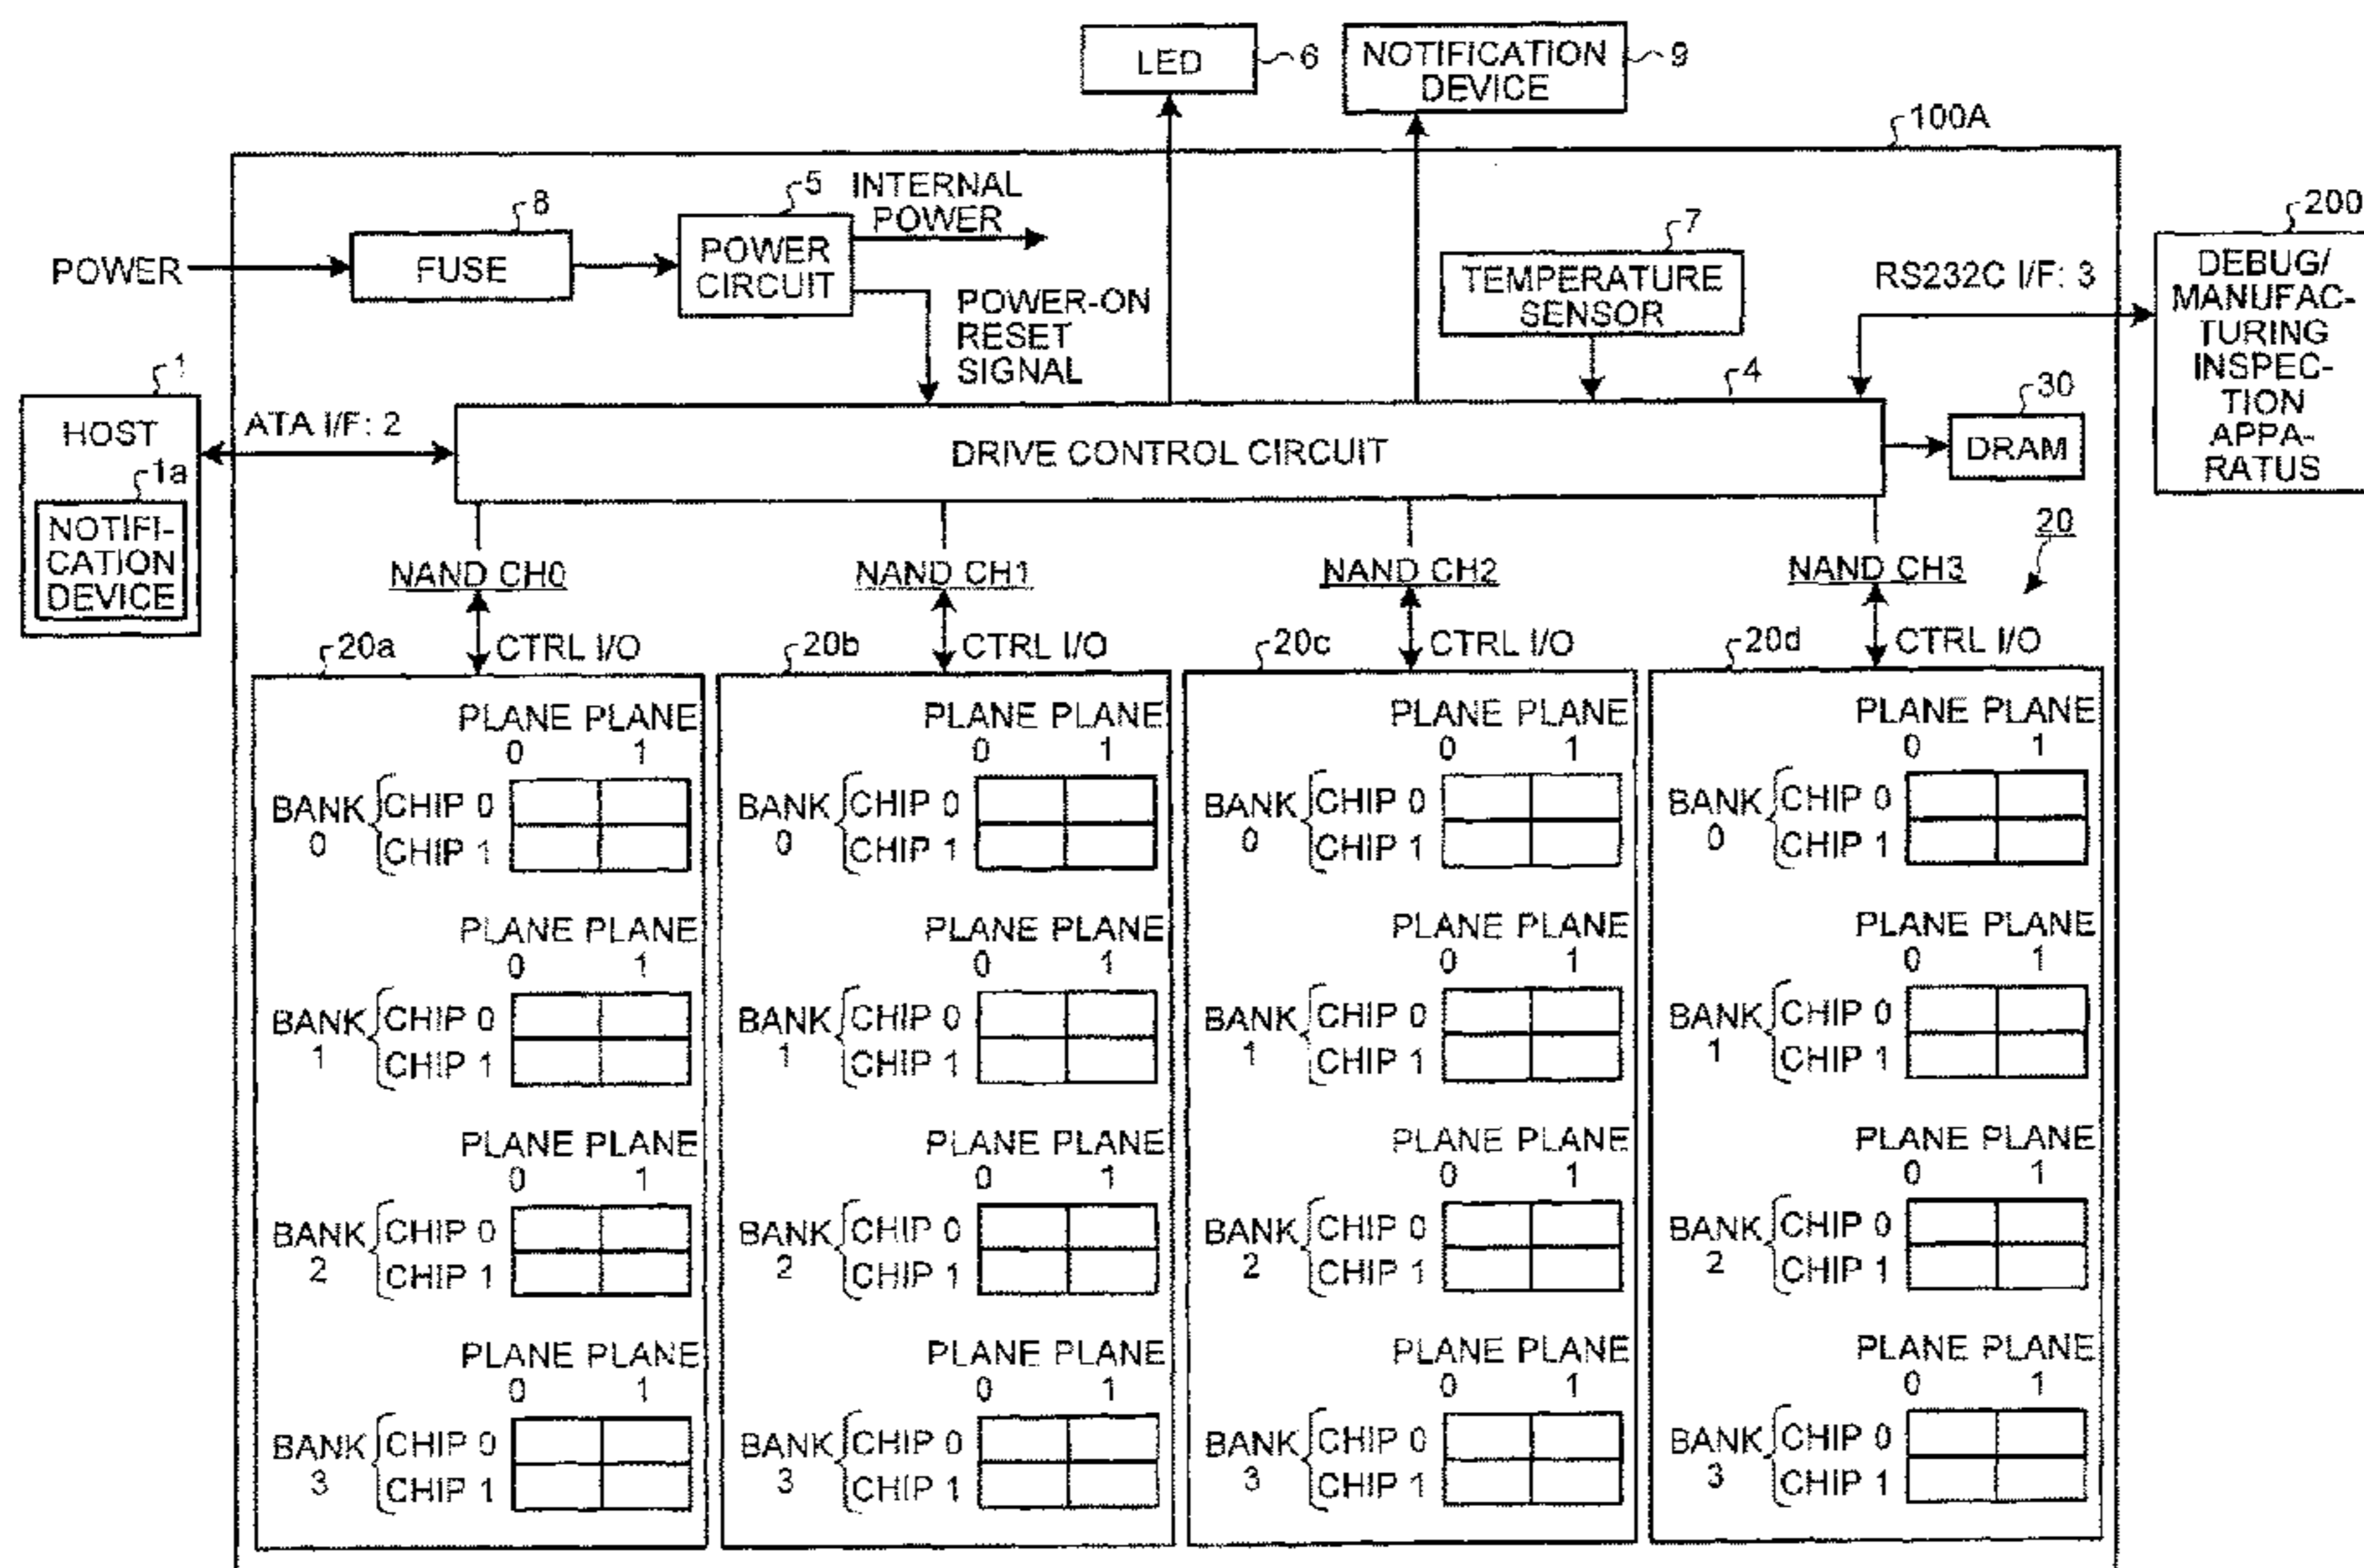 LED
6
NOTIFICATION
DEVICE
9
100A
POWER
8
FUSE
5
POWER
CIRCUIT
INTERNAL
POWER
POWER-ON
RESET
SIGNAL
7
TEMPERATURE
SENSOR
RS232C I/F: 3
200
DEBUG/
MANUFAC-
TURING
INSPEC-
TION
APPA-
RATUS
1
HOST
1a
NOTIFI-
CATION
DEVICE
ATA I/F: 2
4
DRIVE CONTROL CIRCUIT
30
DRAM
20
NAND CH0
NAND CH1
NAND CH2
NAND CH3
20a
CTRL I/O
20b
CTRL I/O
20c
CTRL I/O
20d
CTRL I/O
PLANE PLANE
0 1
BANK
0
CHIP 0
CHIP 1
PLANE PLANE
0 1
BANK
1
CHIP 0
CHIP 1
PLANE PLANE
0 1
BANK
2
CHIP 0
CHIP 1
PLANE PLANE
0 1
BANK
3
CHIP 0
CHIP 1
PLANE PLANE
0 1
BANK
0
CHIP 0
CHIP 1
PLANE PLANE
0 1
BANK
1
CHIP 0
CHIP 1
PLANE PLANE
0 1
BANK
2
CHIP 0
CHIP 1
PLANE PLANE
0 1
BANK
3
CHIP 0
CHIP 1
PLANE PLANE
0 1
BANK
0
CHIP 0
CHIP 1
PLANE PLANE
0 1
BANK
1
CHIP 0
CHIP 1
PLANE PLANE
0 1
BANK
2
CHIP 0
CHIP 1
PLANE PLANE
0 1
BANK
3
CHIP 0
CHIP 1
PLANE PLANE
0 1
BANK
0
CHIP 0
CHIP 1
PLANE PLANE
0 1
BANK
1
CHIP 0
CHIP 1
PLANE PLANE
0 1
BANK
2
CHIP 0
CHIP 1
PLANE PLANE
0 1
BANK
3
CHIP 0
CHIP 1